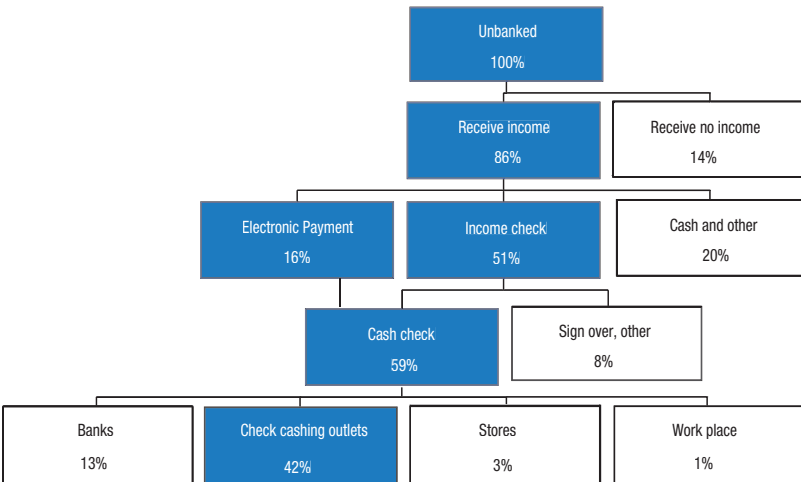 Unbanked
100%
Receive income
86%
Receive no income
14%
Electronic Payment
16%
Income check
51%
Cash and other
20%
Cash check
59%
Sign over, other
8%
Banks
13%
Check cashing outlets
42%
Stores
3%
Work place
1%